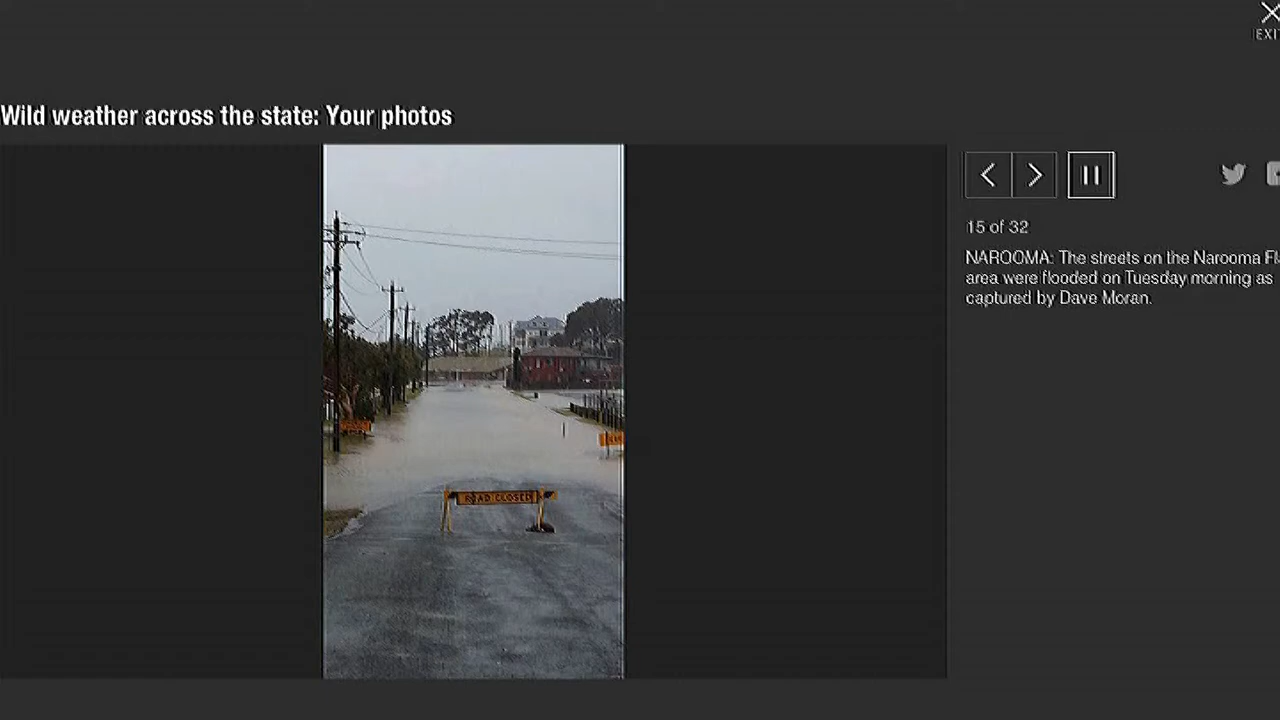 EXIT
Wild weather across the state: Your photos
15 of 32
NAROOMA: The streets on the Narooma
area were flooded on Tuesday morning as
captured by Dave Moran.
ROAD CLOSED